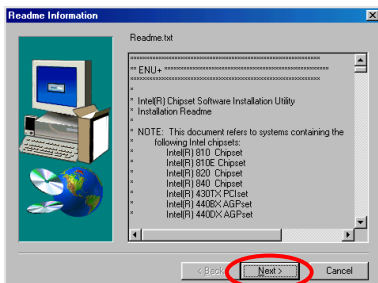 Readme Information
Readme.txt
** ENU+ **
* Intel(R) Chipset Software Installation Utility
* Installation Readme
* NOTE: This document refers to systems containing the
* following Intel chipsets:
* Intel(R) 810 Chipset
* Intel(R) 810E Chipset
* Intel(R) 820 Chipset
* Intel(R) 840 Chipset
* Intel(R) 430TX PCIset
* Intel(R) 440BX AGPset
* Intel(R) 440DX AGPset
< Back
Next >
Cancel